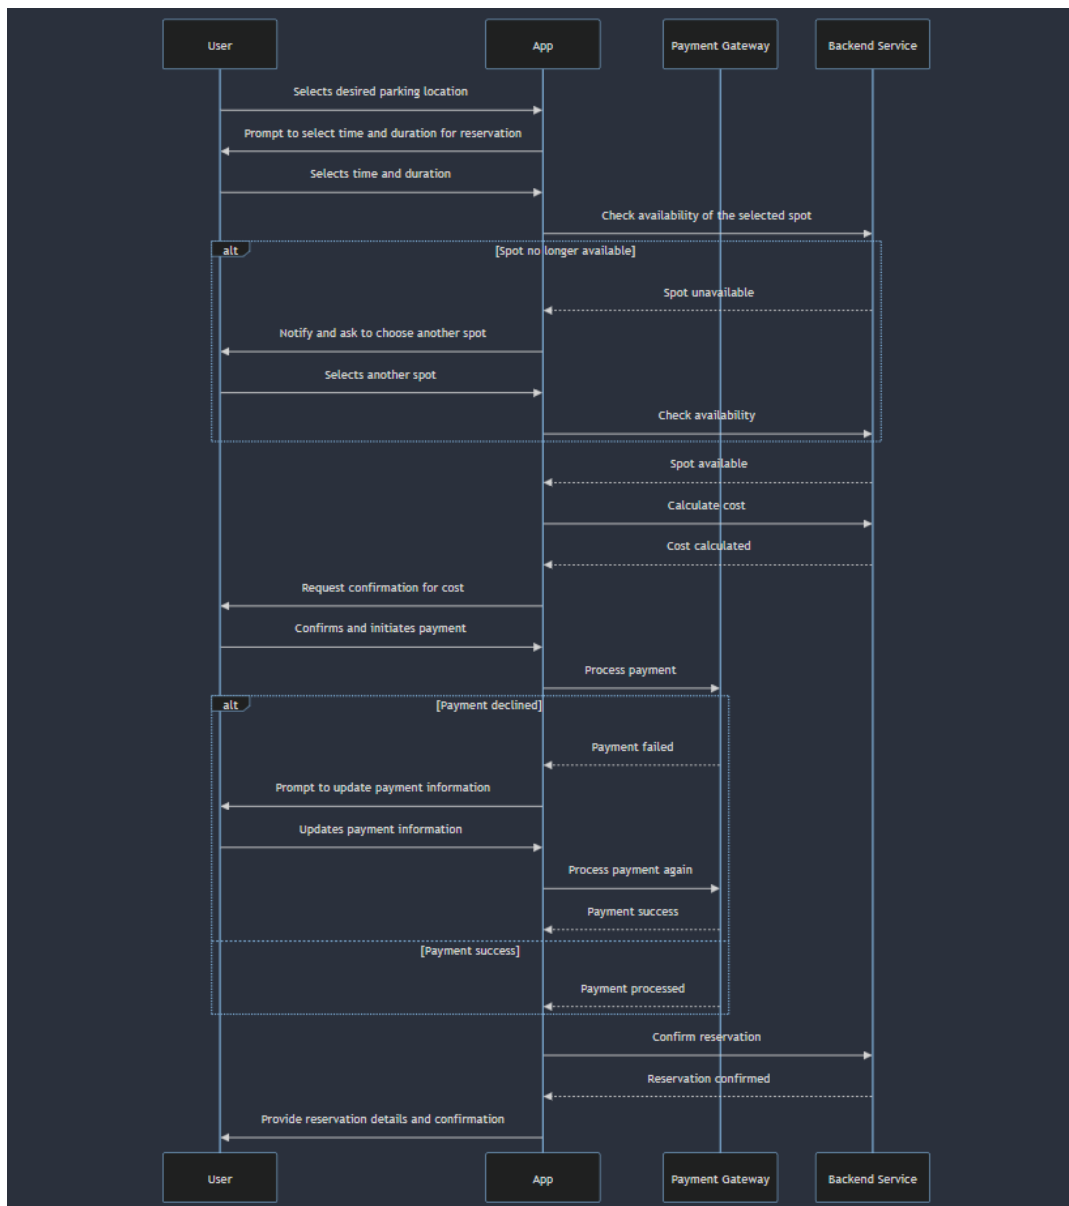 User App Payment Gateway Backend Service
Selects desired parking location
Prompt to select time and duration for reservation
Selects time and duration
Check availability of the selected spot
alt [Spot no longer available]
Spot unavailable
Notify and ask to choose another spot
Selects another spot
Check availability
Spot available
Calculate cost
Cost calculated
Request confirmation for cost
Confirms and initiates payment
Process payment
alt [Payment declined]
Payment failed
Prompt to update payment information
Updates payment information
Process payment again
Payment success
[Payment success]
Payment processed
Confirm reservation
Reservation confirmed
Provide reservation details and confirmation
User App Payment Gateway Backend Service